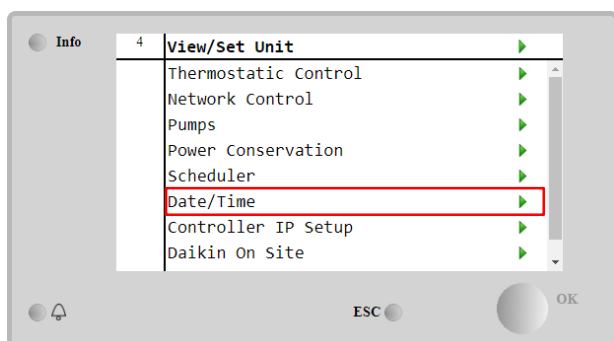 Info
4 View/Set Unit
Thermostatic Control
Network Control
Pumps
Power Conservation
Scheduler
Date/Time
Controller IP Setup
Daikin On Site
ESC
OK